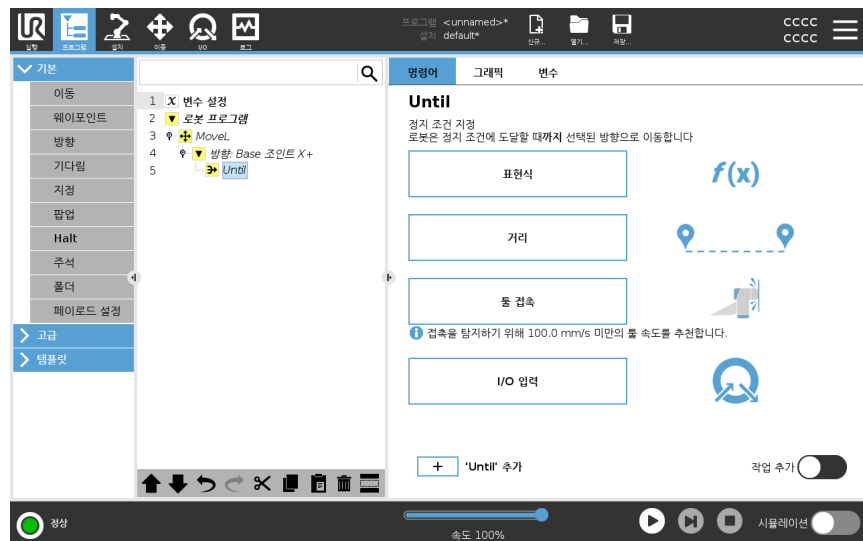 UR
실행
프로그램
설치
이동
I/O
로그
프로그램 <unnamed>*
설치 default*
신규...
열기...
저장...
cccc
cccc
기본
이동
웨이포인트
방향
기다림
지정
팝업
Halt
주석
폴더
페이로드 설정
고급
템플릿
1 X 변수 설정
2 로봇 프로그램
3 MoveL
4 방향: Base 조인트 X+
5 Until
명령어 그래픽 변수
Until
정지 조건 지정
로봇은 정지 조건에 도달할 때까지 선택된 방향으로 이동합니다
표현식
f(x)
거리
툴 접촉
접촉을 탐지하기 위해 100.0 mm/s 미만의 툴 속도를 추천합니다.
I/O 입력
+ 'Until' 추가
작업 추가
정상
속도 100%
시뮬레이션